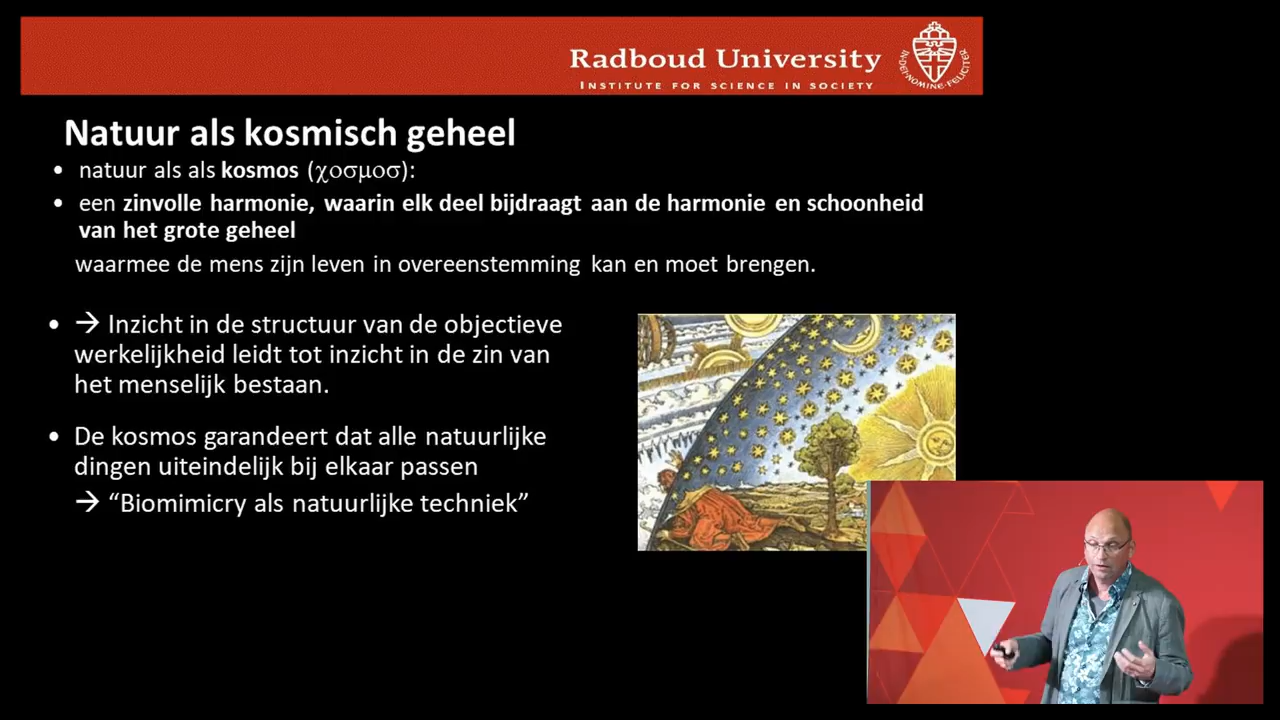 Radboud University
INSTITUTE FOR SCIENCE IN SOCIETY
IN·DEI·NOMINE·FELICITER
Natuur als kosmisch geheel
• natuur als als kosmos (χοσμοσ):
• een zinvolle harmonie, waarin elk deel bijdraagt aan de harmonie en schoonheid
van het grote geheel
waarmee de mens zijn leven in overeenstemming kan en moet brengen.
• → Inzicht in de structuur van de objectieve
werkelijkheid leidt tot inzicht in de zin van
het menselijk bestaan.
• De kosmos garandeert dat alle natuurlijke
dingen uiteindelijk bij elkaar passen
→ “Biomimicry als natuurlijke techniek”